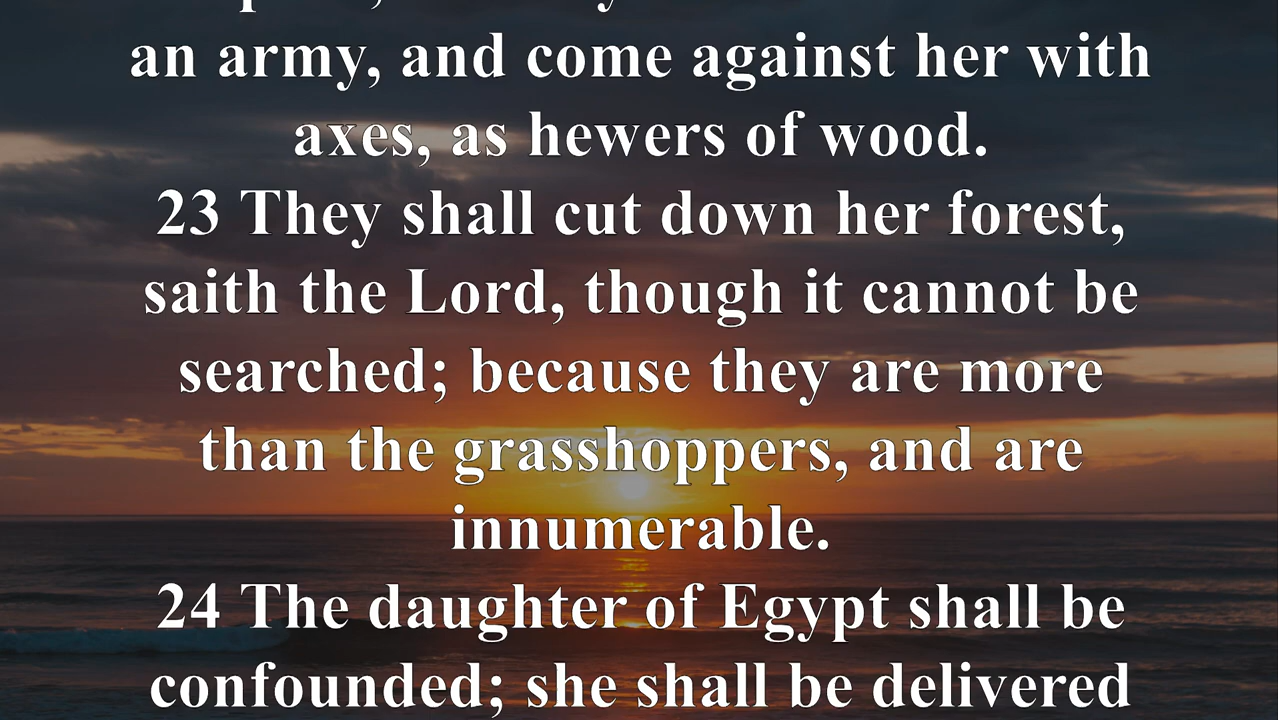 an army, and come against her with
axes, as hewers of wood.
23 They shall cut down her forest,
saith the Lord, though it cannot be
searched; because they are more
than the grasshoppers, and are
innumerable.
24 The daughter of Egypt shall be
confounded; she shall be delivered